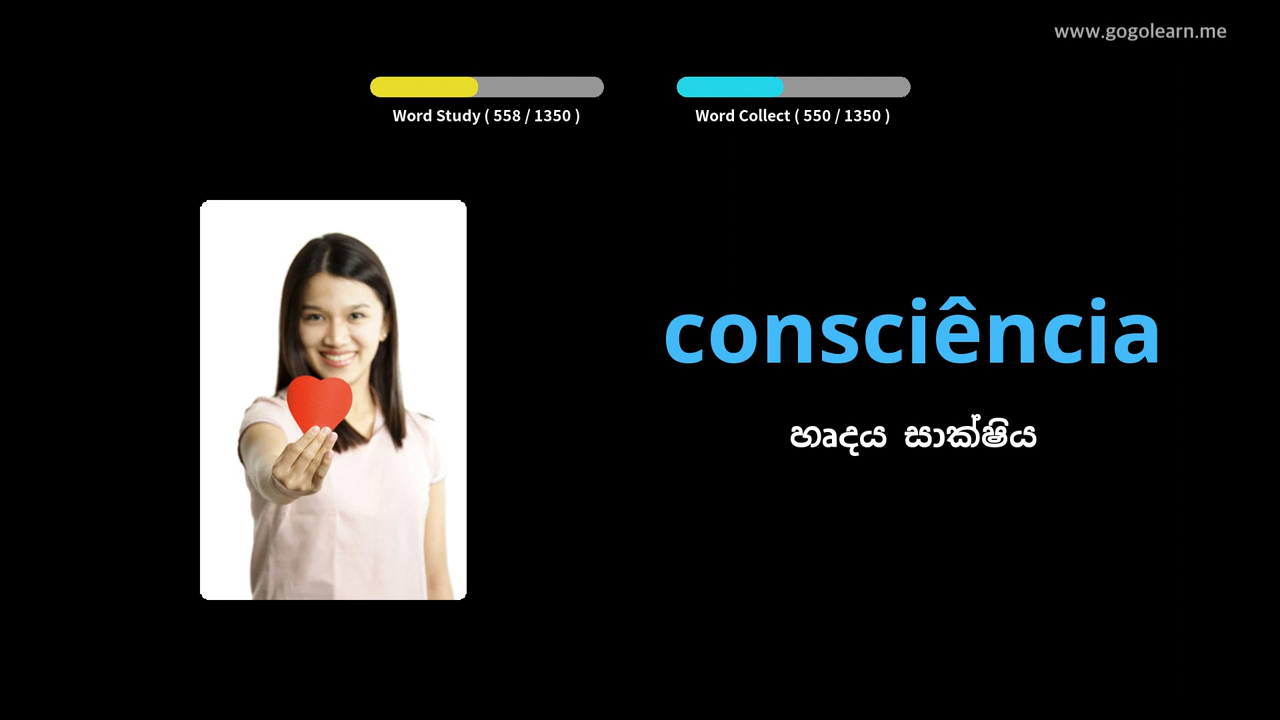 www.gogolearn.me
Word Study ( 558 / 1350 )
Word Collect ( 550 / 1350 )
consciência
හෘදය සාක්ෂිය